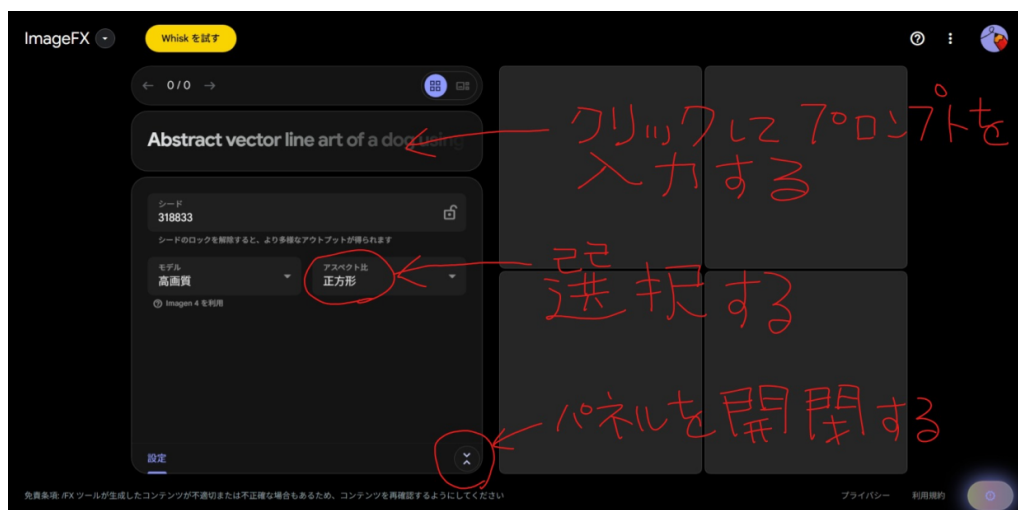 ImageFX
Whisk を試す
0/0
Abstract vector line art of a dog using
クリックしてプロンプトを
入力する
シード
318833
シードのロックを解除すると、より多様なアウトプットが得られます
モデル
高画質
アスペクト比
正方形
選択する
Imagen 4 を利用
パネルを開閉する
設定
免責条項: /FX ツールが生成したコンテンツが不適切または不正確な場合もあるため、コンテンツを再確認するようにしてください
プライバシー
利用規約